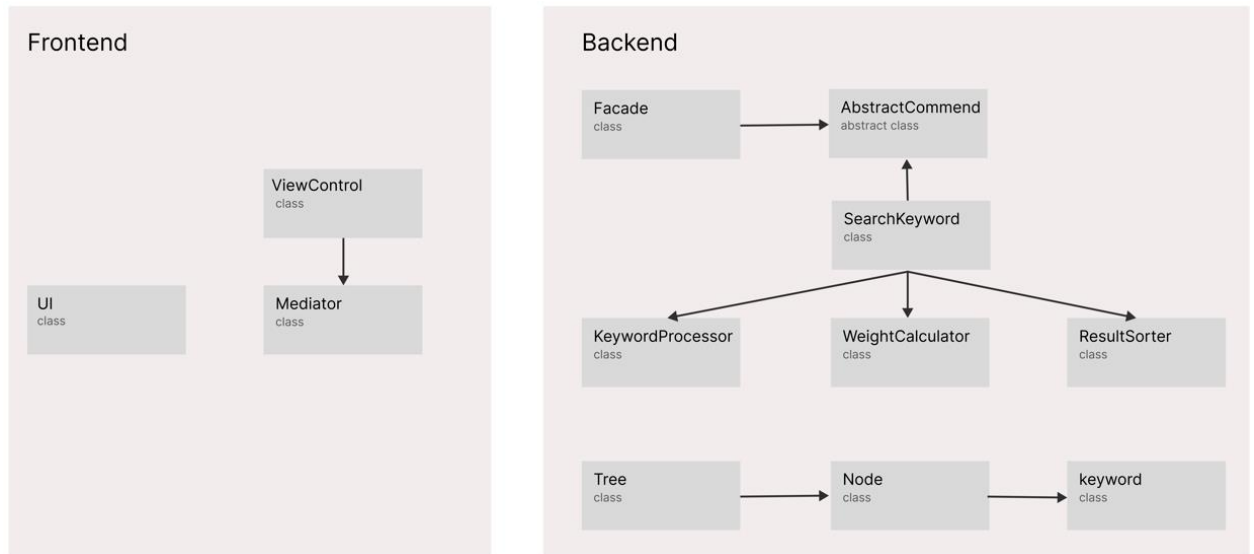 Frontend
ViewControl
class
UI
class
Mediator
class
Backend
Facade
class
AbstractCommend
abstract class
SearchKeyword
class
KeywordProcessor
class
WeightCalculator
class
ResultSorter
class
Tree
class
Node
class
keyword
class